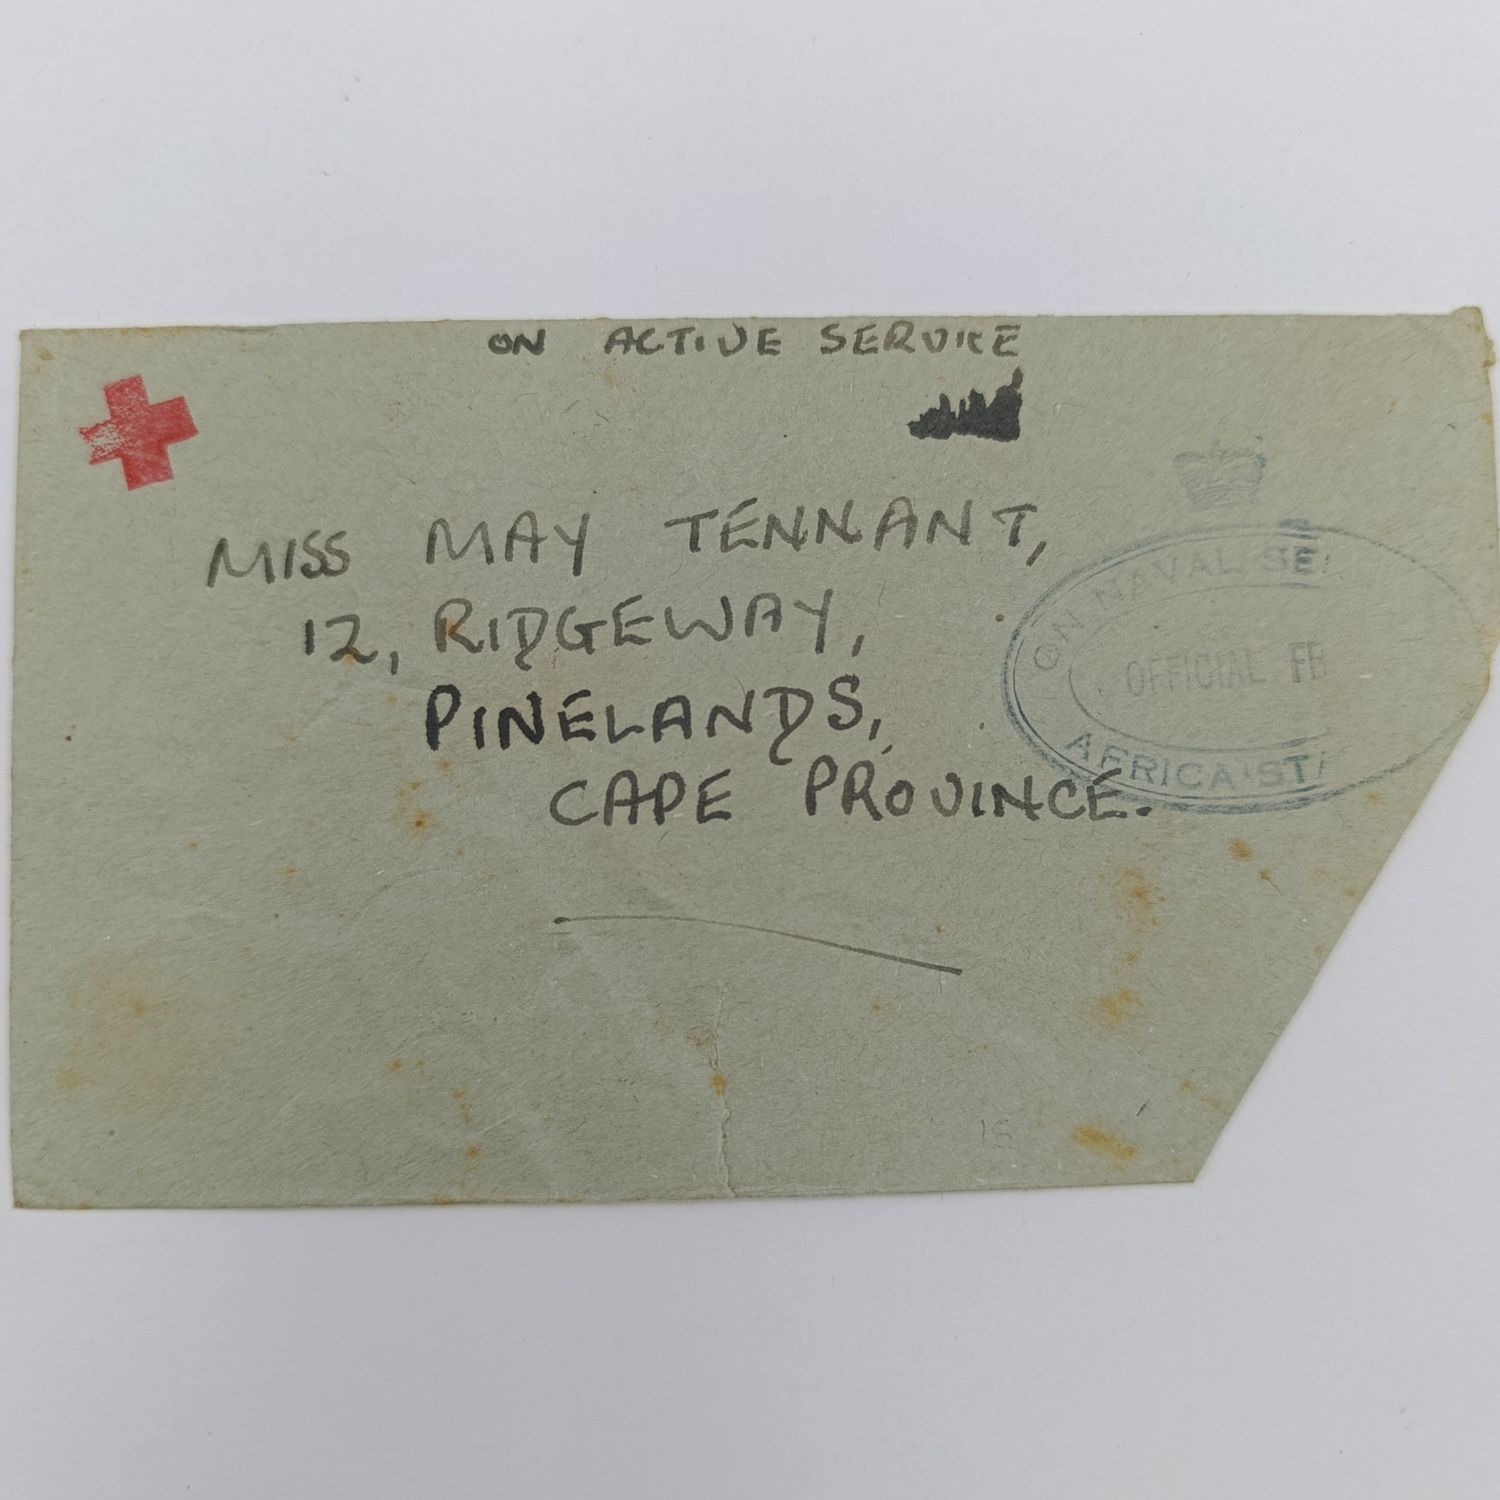 ON ACTIVE SERVICE
MISS MAY TENNANT,
12, RIDGEWAY,
PINELANDS,
CAPE PROVINCE.
ON NAVAL SE
OFFICIAL FR
AFRICA STA